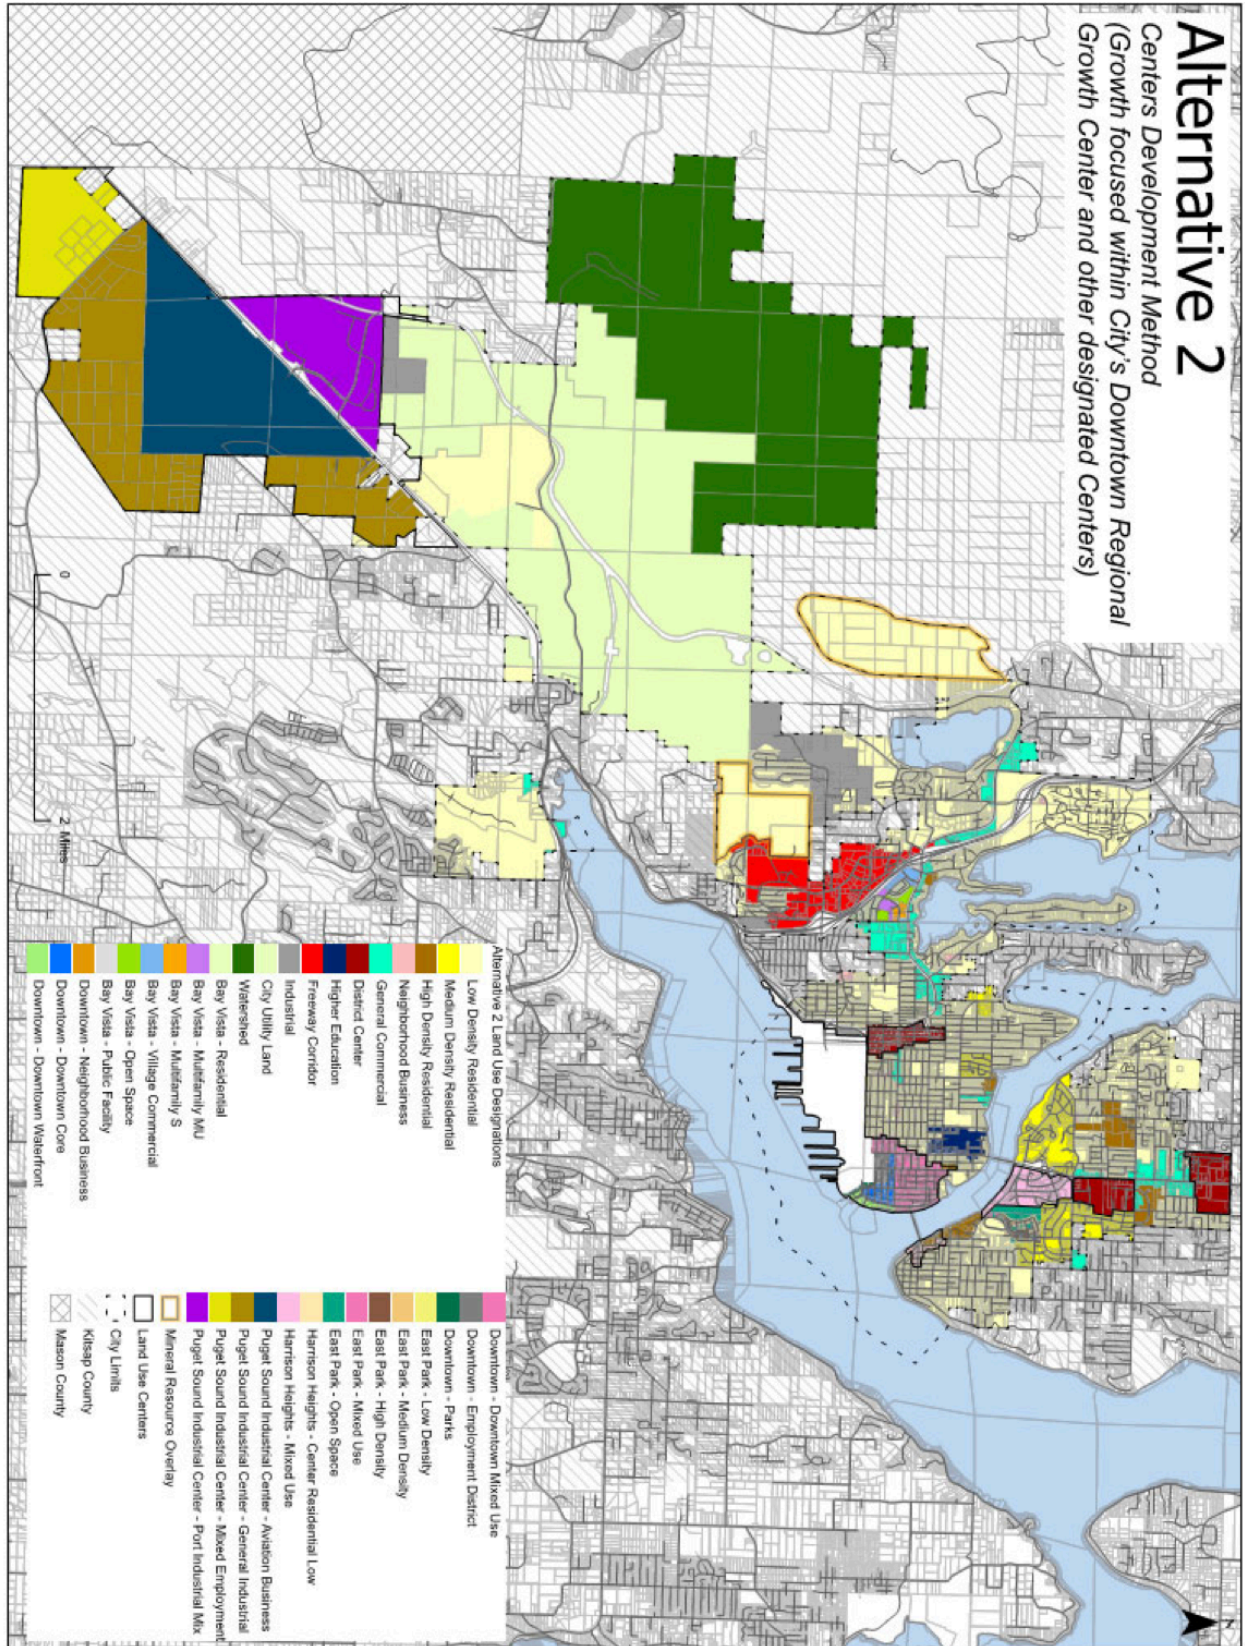 Alternative 2
Centers Development Method
(Growth focused within City's Downtown Regional
Growth Center and other designated Centers)
0
2 Miles
Alternative 2 Land Use Designations
Low Density Residential
Medium Density Residential
High Density Residential
Neighborhood Business
General Commercial
District Center
Higher Education
Freeway Corridor
Industrial
City Utility Land
Watershed
Bay Vista - Residential
Bay Vista - Multifamily MU
Bay Vista - Multifamily S
Bay Vista - Village Commercial
Bay Vista - Open Space
Bay Vista - Public Facility
Downtown - Neighborhood Business
Downtown - Downtown Core
Downtown - Downtown Waterfront
Downtown - Downtown Mixed Use
Downtown - Employment District
Downtown - Parks
East Park - Low Density
East Park - Medium Density
East Park - High Density
East Park - Mixed Use
East Park - Open Space
Harrison Heights - Center Residential Low
Harrison Heights - Mixed Use
Puget Sound Industrial Center - Aviation Business
Puget Sound Industrial Center - General Industrial
Puget Sound Industrial Center - Mixed Employment
Puget Sound Industrial Center - Port Industrial Mix
Mineral Resource Overlay
Land Use Centers
City Limits
Kitsap County
Mason County